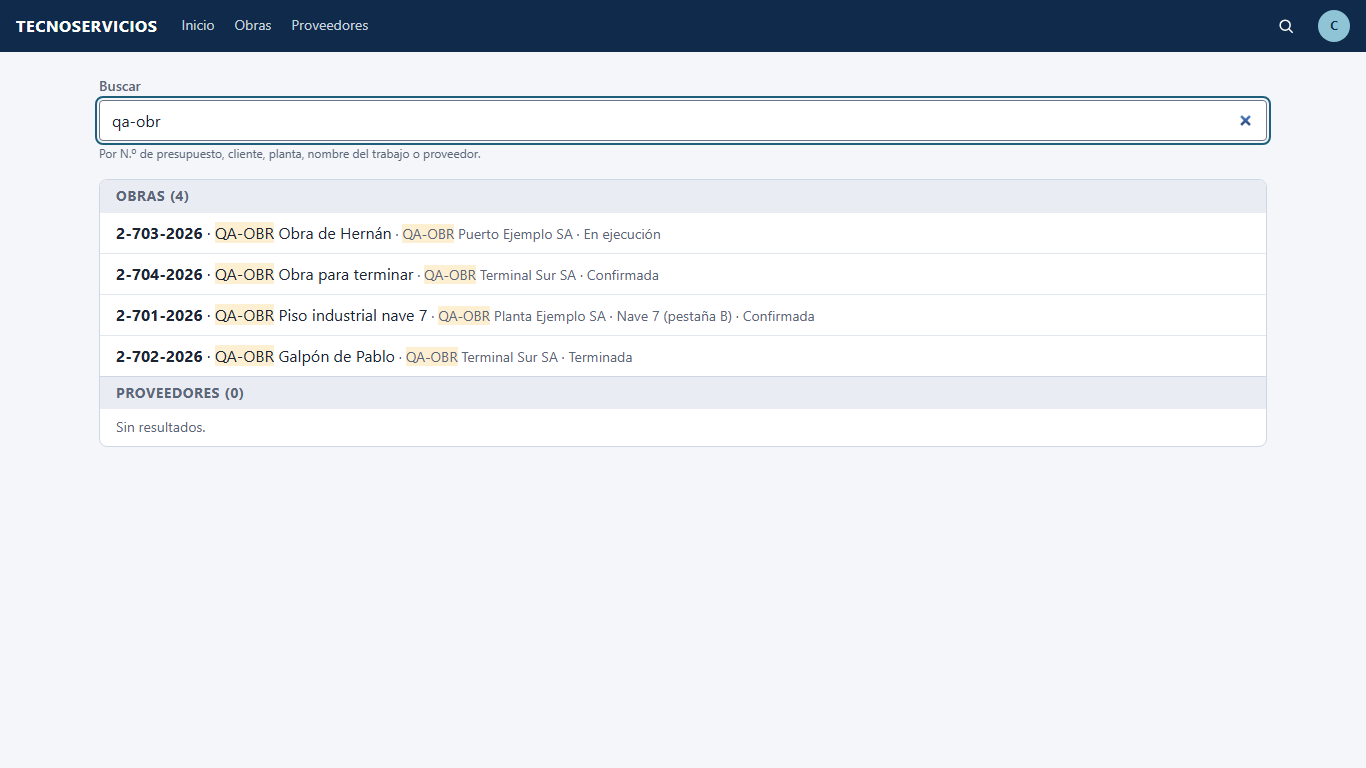 TECNOSERVICIOS Inicio Obras Proveedores C
Buscar
qa-obr
Por N.º de presupuesto, cliente, planta, nombre del trabajo o proveedor.
OBRAS (4)
2-703-2026 · QA-OBR Obra de Hernán · QA-OBR Puerto Ejemplo SA · En ejecución
2-704-2026 · QA-OBR Obra para terminar · QA-OBR Terminal Sur SA · Confirmada
2-701-2026 · QA-OBR Piso industrial nave 7 · QA-OBR Planta Ejemplo SA · Nave 7 (pestaña B) · Confirmada
2-702-2026 · QA-OBR Galpón de Pablo · QA-OBR Terminal Sur SA · Terminada
PROVEEDORES (0)
Sin resultados.